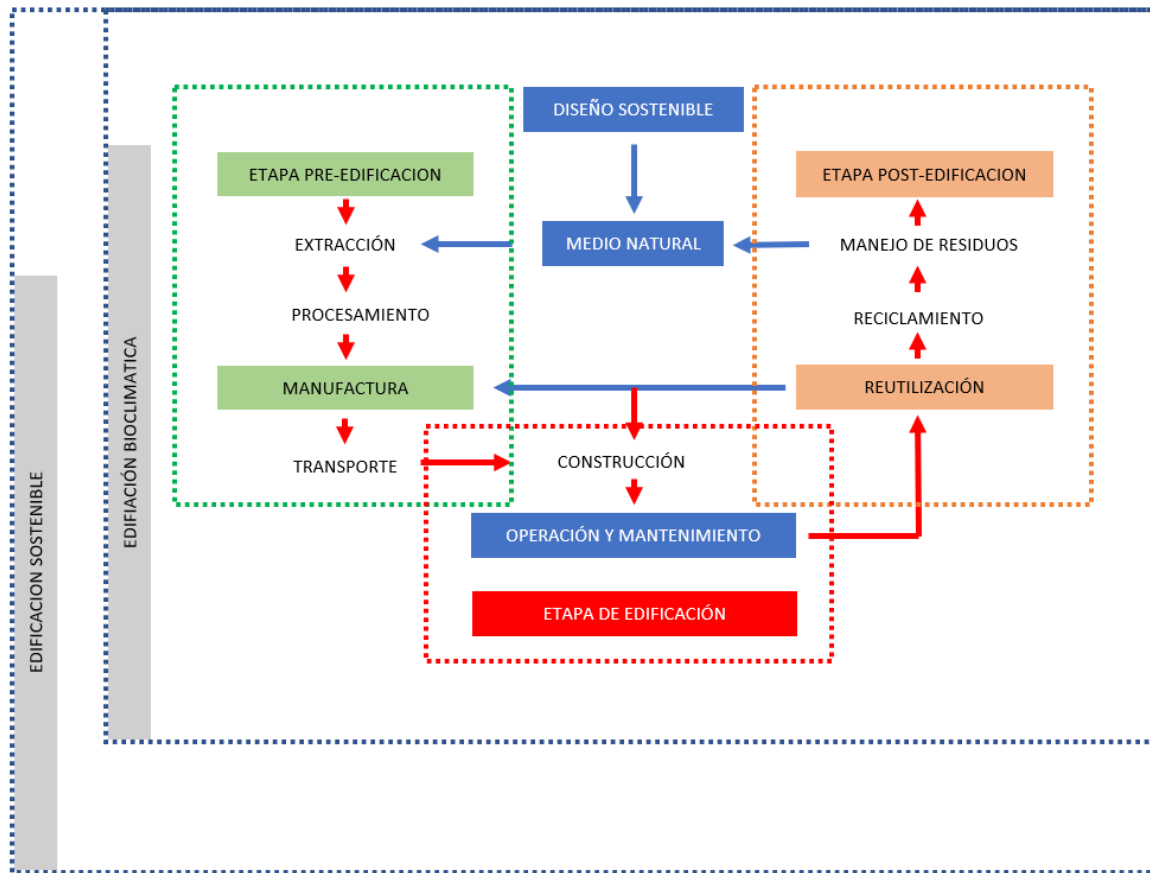 DISEÑO SOSTENIBLE
ETAPA PRE-EDIFICACION
ETAPA POST-EDIFICACION
EXTRACCIÓN
MEDIO NATURAL
MANEJO DE RESIDUOS
PROCESAMIENTO
RECICLAMIENTO
MANUFACTURA
REUTILIZACIÓN
TRANSPORTE
CONSTRUCCIÓN
OPERACIÓN Y MANTENIMIENTO
ETAPA DE EDIFICACIÓN
EDIFIACIÓN BIOCLIMATICA
EDIFICACION SOSTENIBLE